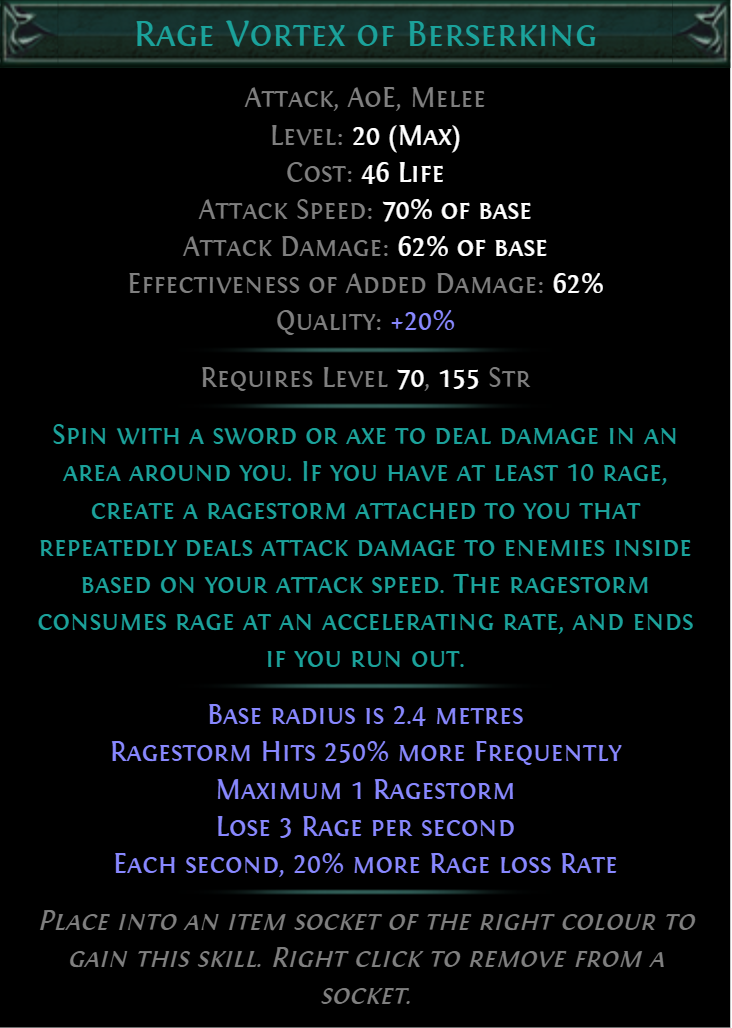 Rage Vortex of Berserking
Attack, AoE, Melee
Level: 20 (Max)
Cost: 46 Life
Attack Speed: 70% of base
Attack Damage: 62% of base
Effectiveness of Added Damage: 62%
Quality: +20%
Requires Level 70, 155 Str
Spin with a sword or axe to deal damage in an
area around you. If you have at least 10 rage,
create a ragestorm attached to you that
repeatedly deals attack damage to enemies inside
based on your attack speed. The ragestorm
consumes rage at an accelerating rate, and ends
if you run out.
Base radius is 2.4 metres
Ragestorm Hits 250% more Frequently
Maximum 1 Ragestorm
Lose 3 Rage per second
Each second, 20% more Rage loss Rate
Place into an item socket of the right colour to
gain this skill. Right click to remove from a
socket.